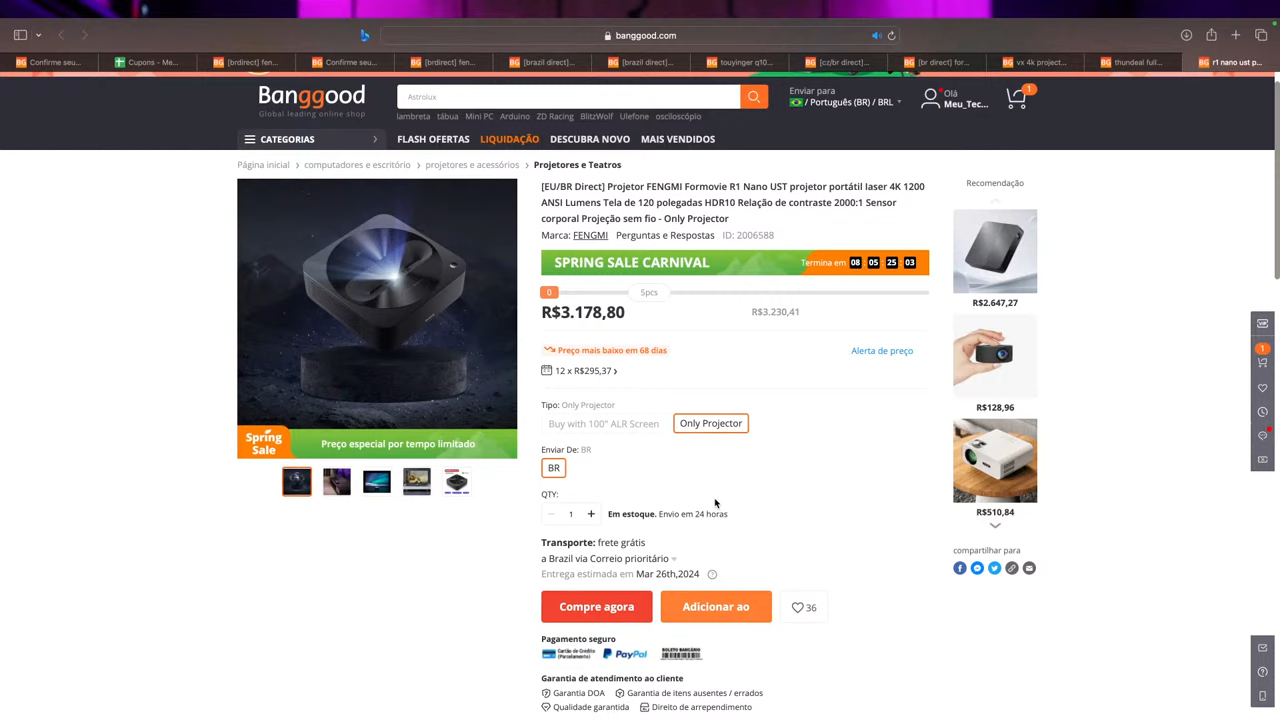 banggood.com
Confirme seu...
Cupons - Me...
[brdirect] fen...
Confirme seu...
[brdirect] fen...
[brazil direct]...
[brazil direct]...
touyinger q10...
[cz/br direct]...
[br direct] for...
vx 4k project...
thundeal full...
r1 nano ust p...
Banggood
Global leading online shop
Astrolux
lambreta tábua Mini PC Arduino ZD Racing BlitzWolf Ulefone osciloscópio
Enviar para
/ Português (BR) / BRL
Olá
Meu_Tec...
1
CATEGORIAS
FLASH OFERTAS LIQUIDAÇÃO DESCUBRA NOVO MAIS VENDIDOS
Página inicial > computadores e escritório > projetores e acessórios > Projetores e Teatros
[EU/BR Direct] Projetor FENGMI Formovie R1 Nano UST projetor portátil laser 4K 1200
ANSI Lumens Tela de 120 polegadas HDR10 Relação de contraste 2000:1 Sensor
corporal Projeção sem fio - Only Projector
Marca: FENGMI Perguntas e Respostas ID: 2006588
SPRING SALE CARNIVAL
Termina em 08 : 05 : 25 : 03
0
5pcs
R$3.178,80
R$3.230,41
Preço mais baixo em 68 dias
Alerta de preço
12 x R$295,37 >
Tipo: Only Projector
Buy with 100" ALR Screen
Only Projector
Enviar De: BR
BR
QTY:
− 1 +
Em estoque. Envio em 24 horas
Transporte: frete grátis
a Brazil via Correio prioritário
Entrega estimada em Mar 26th,2024 ?
Compre agora
Adicionar ao
36
Pagamento seguro
Cartão de Crédito
(Parcelamento)
PayPal
BOLETO BANCÁRIO
Garantia de atendimento ao cliente
Garantia DOA
Garantia de itens ausentes / errados
Qualidade garantida
Direito de arrependimento
Spring
Sale
Preço especial por tempo limitado
Recomendação
R$2.647,27
R$128,96
R$510,84
compartilhar para
VIP
1